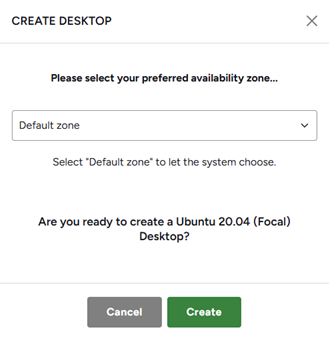 CREATE DESKTOP
Please select your preferred availability zone...
Default zone
Select "Default zone" to let the system choose.
Are you ready to create a Ubuntu 20.04 (Focal)
Desktop?
Cancel
Create